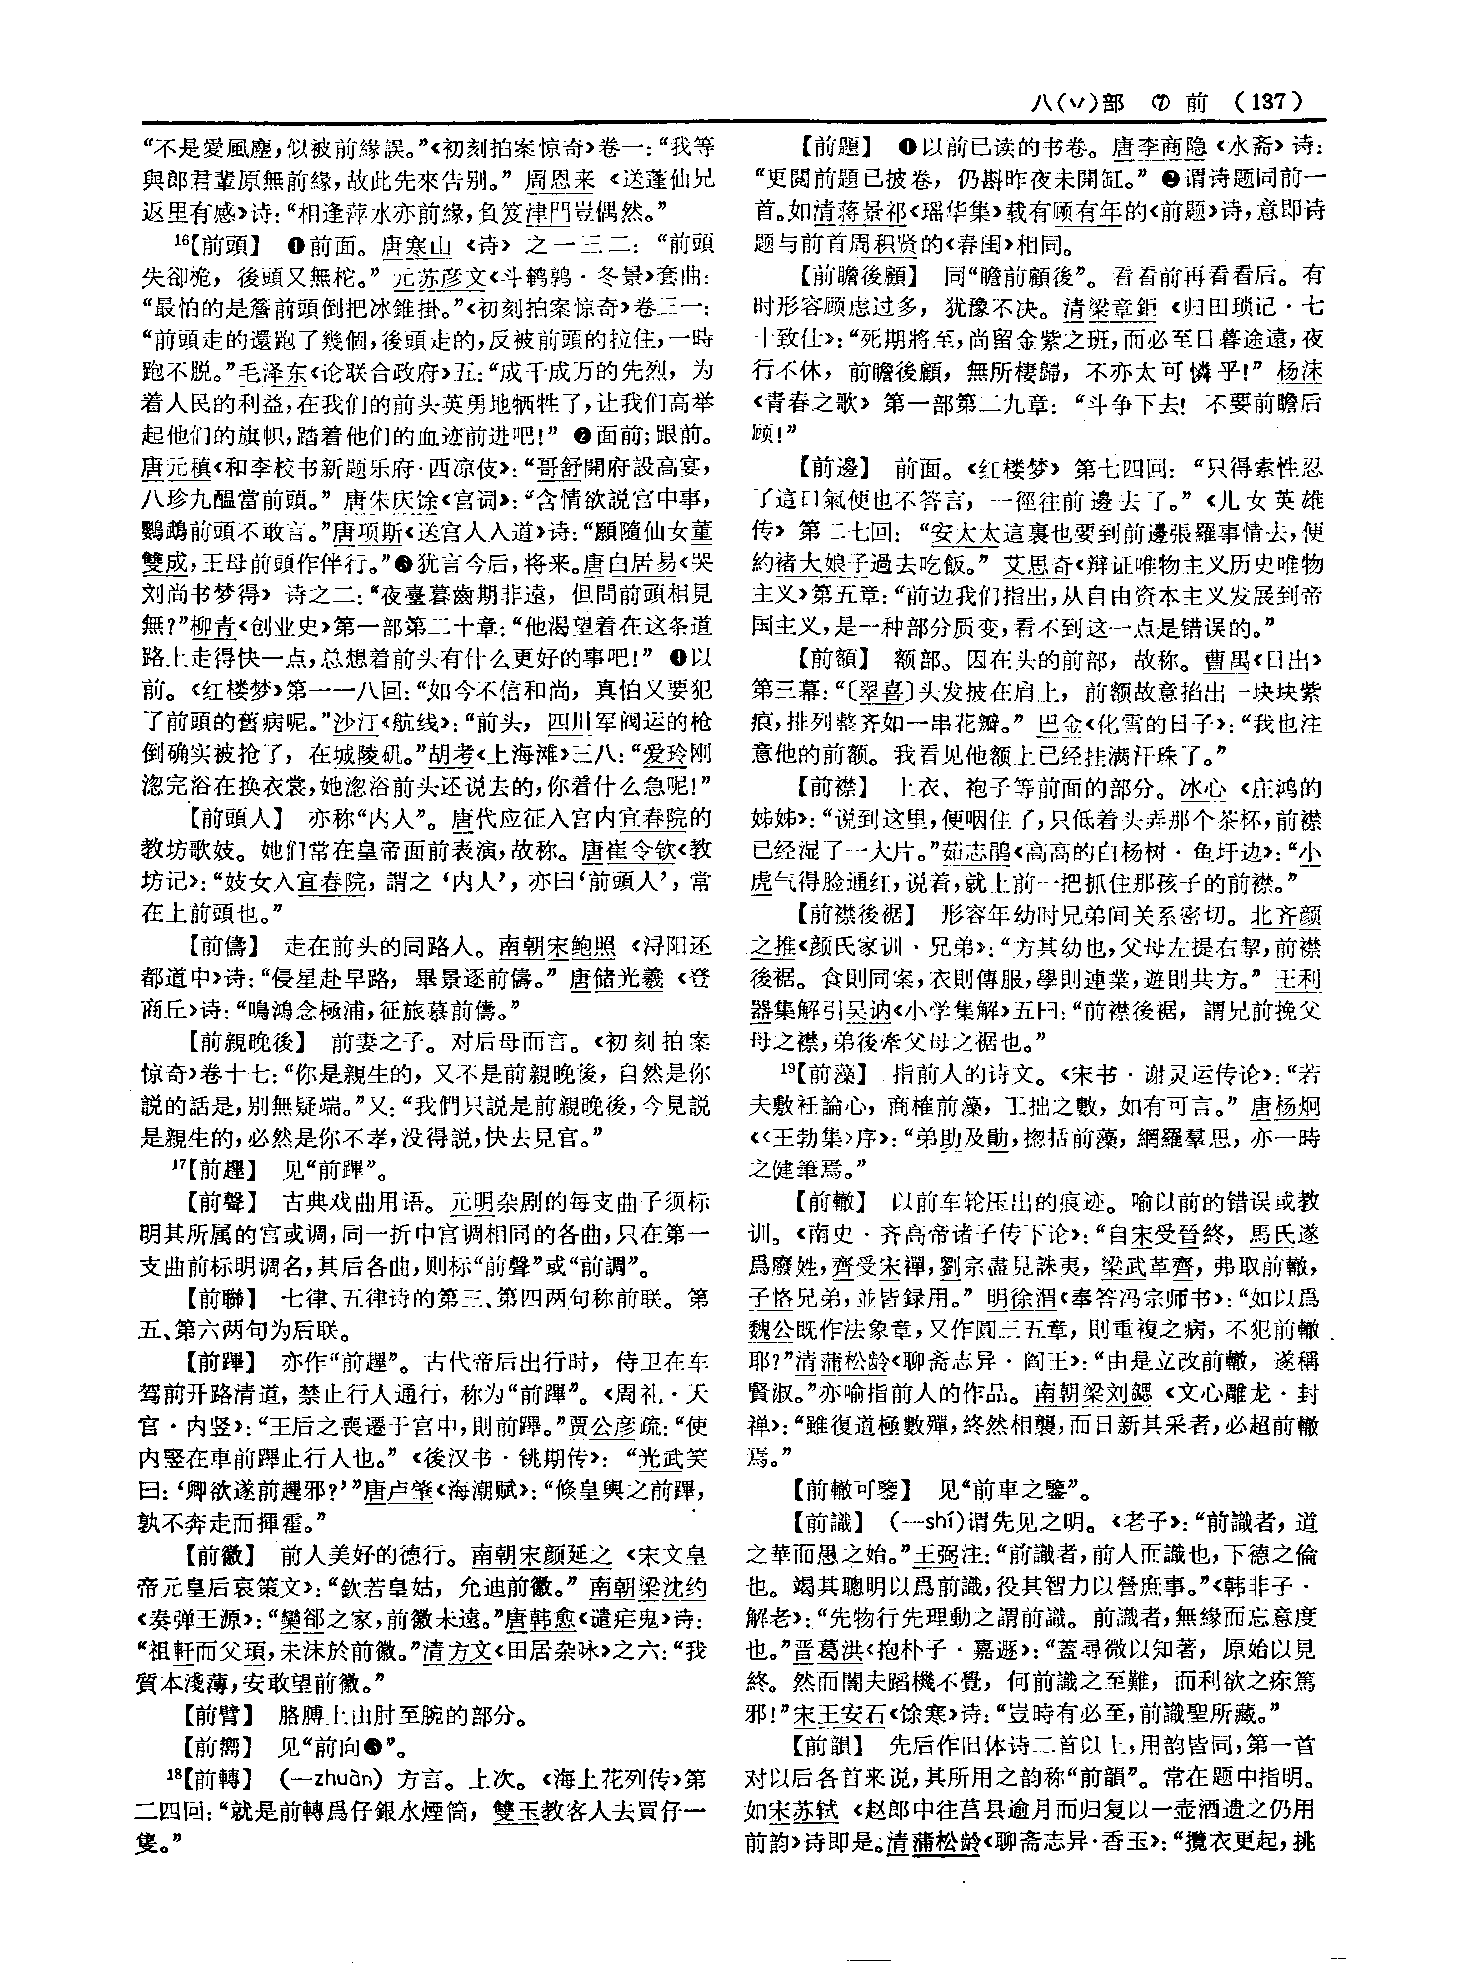 八(丷)部　⑦　前　(137)
“不是愛風塵，似被前緣誤。”《初刻拍案惊奇》卷一：“我等
與郎君輩原無前緣，故此先來告别。” 周恩来《送蓬仙兄
返里有感》诗：“相逢萍水亦前緣，負笈津門豈偶然。”
16【前頭】 ❶前面。唐寒山《诗》之一三二：“前頭
失卻桅，後頭又無柁。” 元苏彦文《斗鹌鹑·冬景》套曲：
“最怕的是簷前頭倒把冰錐掛。”《初刻拍案惊奇》卷三一：
“前頭走的還跑了幾個，後頭走的，反被前頭的拉住，一時
跑不脱。”毛泽东《论联合政府》五：“成千成万的先烈，为
着人民的利益，在我们的前头英勇地牺牲了，让我们高举
起他们的旗帜，踏着他们的血迹前进吧！” ❷面前；跟前。
唐元稹《和李校书新题乐府·西凉伎》：“哥舒開府設高宴，
八珍九醖當前頭。” 唐朱庆馀《宫词》：“含情欲説宫中事，
鸚鵡前頭不敢言。”唐项斯《送宫人入道》诗：“願隨仙女董
雙成，王母前頭作伴行。”❸犹言今后，将来。唐白居易《哭
刘尚书梦得》诗之二：“夜臺暮齒期非遠，但問前頭相見
無？”柳青《创业史》第一部第二十章：“他渴望着在这条道
路上走得快一点，总想着前头有什么更好的事吧！” ❹以
前。《红楼梦》第一一八回：“如今不信和尚，真怕又要犯
了前頭的舊病呢。”沙汀《航线》：“前头，四川军阀运的枪
倒确实被抢了，在城陵矶。”胡考《上海滩》三八：“爱玲刚
淴完浴在换衣裳，她淴浴前头还说去的，你着什么急呢！”
【前頭人】 亦称“内人”。唐代应征入宫内宜春院的
教坊歌妓。她们常在皇帝面前表演，故称。唐崔令钦《教
坊记》：“妓女入宜春院，謂之‘内人’，亦曰‘前頭人’，常
在上前頭也。”
【前儔】 走在前头的同路人。南朝宋鲍照《浔阳还
都道中》诗：“侵星赴早路，畢景逐前儔。” 唐储光羲《登
商丘》诗：“鳴鴻念極浦，征旅慕前儔。”
【前親晚後】 前妻之子。对后母而言。《初刻拍案
惊奇》卷十七：“你是親生的，又不是前親晚後，自然是你
説的話是，别無疑端。”又：“我們只説是前親晚後，今見説
是親生的，必然是你不孝，没得説，快去見官。”
17【前趩】 见“前蹕”。
【前聲】 古典戏曲用语。元明杂剧的每支曲子须标
明其所属的宫或调，同一折中宫调相同的各曲，只在第一
支曲前标明调名，其后各曲，则标“前聲”或“前調”。
【前聯】 七律、五律诗的第三、第四两句称前联。第
五、第六两句为后联。
【前蹕】 亦作“前趩”。古代帝后出行时，侍卫在车
驾前开路清道，禁止行人通行，称为“前蹕”。《周礼·天
官·内竖》：“王后之喪遷于宫中，則前蹕。”贾公彦疏：“使
内竪在車前蹕止行人也。”《後汉书·铫期传》：“光武笑
曰：‘卿欲遂前趩邪？’”唐卢肇《海潮赋》：“倏皇輿之前蹕，
孰不奔走而揮霍。”
【前徽】 前人美好的德行。南朝宋颜延之《宋文皇
帝元皇后哀策文》：“欽若皇姑，允迪前徽。” 南朝梁沈约
《奏弹王源》：“欒郤之家，前徽未遠。”唐韩愈《谴疟鬼》诗：
“祖軒而父頊，未沫於前徽。”清方文《田居杂咏》之六：“我
質本淺薄，安敢望前徽。”
【前臂】 胳膊上由肘至腕的部分。
【前嚮】 见“前向❸”。
18【前轉】 (—zhuàn) 方言。上次。《海上花列传》第
二四回：“就是前轉爲仔銀水煙筒，雙玉教客人去買仔一
隻。”
【前題】 ❶以前已读的书卷。唐李商隐《水斋》诗：
“更閲前題已披卷，仍斟昨夜未開缸。”❷谓诗题同前一
首。如清蒋景祁《瑶华集》载有顾有年的《前题》诗，意即诗
题与前首周积贤的《春闺》相同。
【前瞻後顧】 同“瞻前顧後”。看看前再看看后。有
时形容顾虑过多，犹豫不决。清梁章钜《归田琐记·七
十致仕》：“死期將至，尚留金紫之班，而必至日暮途遠，夜
行不休，前瞻後顧，無所棲歸，不亦太可憐乎！” 杨沫
《青春之歌》第一部第二九章：“斗争下去！不要前瞻后
顾！”
【前邊】 前面。《红楼梦》第七四回：“只得索性忍
了這口氣便也不答言，一徑往前邊去了。”《儿女英雄
传》第二七回：“安太太這裏也要到前邊張羅事情去，便
約褚大娘子過去吃飯。” 艾思奇《辩证唯物主义历史唯物
主义》第五章：“前边我们指出，从自由资本主义发展到帝
国主义，是一种部分质变，看不到这一点是错误的。”
【前額】 额部。因在头的前部，故称。曹禺《日出》
第三幕：“〔翠喜〕头发披在肩上，前额故意掐出一块块紫
痕，排列整齐如一串花瓣。” 巴金《化雪的日子》：“我也注
意他的前额。我看见他额上已经挂满汗珠了。”
【前襟】 上衣、袍子等前面的部分。冰心《庄鸿的
姊姊》：“说到这里，便咽住了，只低着头弄那个茶杯，前襟
已经湿了一大片。”茹志鹃《高高的白杨树·鱼圩边》：“小
虎气得脸通红，说着，就上前一把抓住那孩子的前襟。”
【前襟後裾】 形容年幼时兄弟间关系密切。北齐颜
之推《颜氏家训·兄弟》：“方其幼也，父母左提右挈，前襟
後裾。食則同案，衣則傳服，學則連業，遊則共方。” 王利
器集解引吴讷《小学集解》五曰：“前襟後裾，謂兄前挽父
母之襟，弟後牽父母之裾也。”
19【前藻】 指前人的诗文。《宋书·谢灵运传论》：“若
夫敷衽論心，商榷前藻，工拙之數，如有可言。” 唐杨炯
《〈王勃集〉序》：“弟助及勛，揔括前藻，網羅羣思，亦一時
之健筆焉。”
【前轍】 以前车轮压出的痕迹。喻以前的错误或教
训。《南史·齐高帝诸子传下论》：“自宋受晉終，馬氏遂
爲廢姓，齊受宋禪，劉宗盡見誅夷，梁武革齊，弗取前轍，
子恪兄弟，並皆録用。” 明徐渭《奉答冯宗师书》：“如以爲
魏公既作法象章，又作圓三五章，則重複之病，不犯前轍
耶？”清蒲松龄《聊斋志异·阎王》：“由是立改前轍，遂稱
賢淑。”亦喻指前人的作品。南朝梁刘勰《文心雕龙·封
禅》：“雖復道極數殫，終然相襲，而日新其采者，必超前轍
焉。”
【前轍可鑒】 见“前車之鑒”。
【前識】 (—shí)谓先见之明。《老子》：“前識者，道
之華而愚之始。”王弼注：“前識者，前人而識也，下德之倫
也。竭其聰明以爲前識，役其智力以營庶事。”《韩非子·
解老》：“先物行先理動之謂前識。前識者，無緣而忘意度
也。”晋葛洪《抱朴子·嘉遯》：“蓋尋微以知著，原始以見
終。然而闇夫蹈機不覺，何前識之至難，而利欲之疢篤
邪！”宋王安石《馀寒》诗：“豈時有必至，前識聖所藏。”
【前韻】 先后作旧体诗二首以上，用韵皆同，第一首
对以后各首来说，其所用之韵称“前韻”。常在题中指明。
如宋苏轼《赵郎中往莒县逾月而归复以一壶酒遗之仍用
前韵》诗即是。清蒲松龄《聊斋志异·香玉》：“攬衣更起，挑